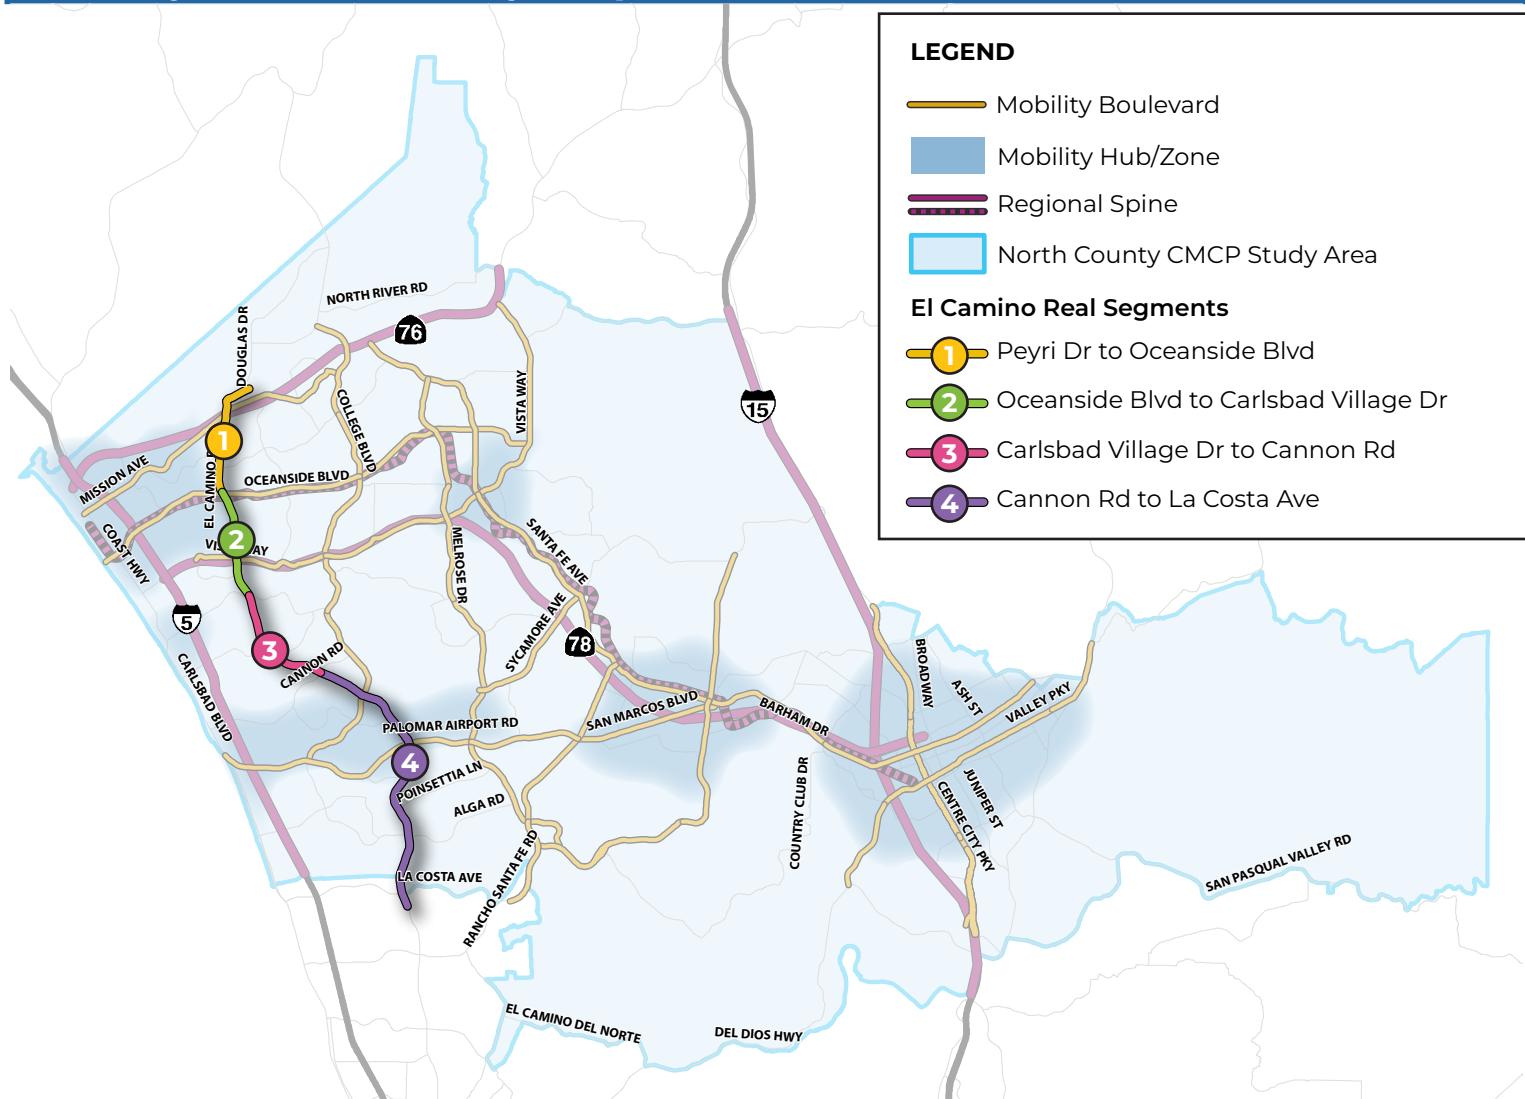 LEGEND
Mobility Boulevard
Mobility Hub/Zone
Regional Spine
North County CMCP Study Area
El Camino Real Segments
1 Peyri Dr to Oceanside Blvd
2 Oceanside Blvd to Carlsbad Village Dr
3 Carlsbad Village Dr to Cannon Rd
4 Cannon Rd to La Costa Ave
NORTH RIVER RD
76
DOUGLAS DR
15
VISTA WAY
COLLEGE BLVD
1
MISSION AVE
OCEANSIDE BLVD
EL CAMINO
COAST HWY
2
SANTA FE AVE
MELROSE DR
5
SYCAMORE AVE
78
3
CANNON RD
CARLSBAD BLVD
BROADWAY
ASH ST
VALLEY PKY
PALOMAR AIRPORT RD
SAN MARCOS BLVD
BARHAM DR
4
POINSETTIA LN
ALGA RD
COUNTRY CLUB DR
JUNIPER ST
CENTRE CITY PKY
LA COSTA AVE
RANCHO SANTA FE RD
SAN PASQUAL VALLEY RD
EL CAMINO DEL NORTE
DEL DIOS HWY